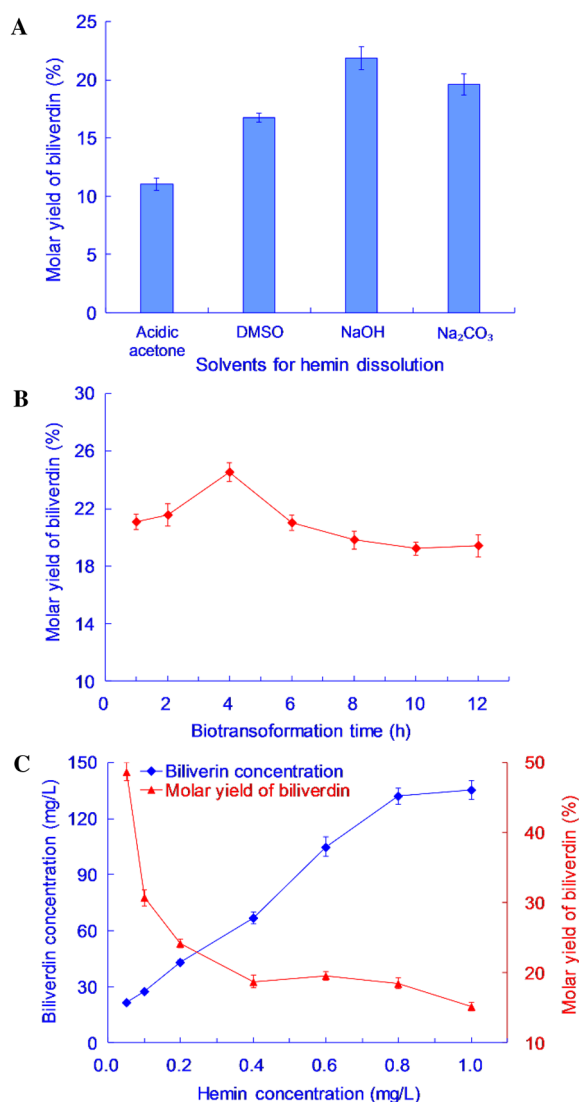 A
Molar yield of biliverdin (%)
25
20
15
10
5
0
Acidic
acetone
DMSO
NaOH
Na₂CO₃
Solvents for hemin dissolution
B
Molar yield of biliverdin (%)
30
26
22
18
14
10
0 2 4 6 8 10 12
Biotransoformation time (h)
C
Biliverdin concentration (mg/L)
150
120
90
60
30
0
Biliverin concentration
Molar yield of biliverdin
50
40
30
20
10
Molar yield of biliverdin (%)
0.0 0.2 0.4 0.6 0.8 1.0
Hemin concentration (mg/L)